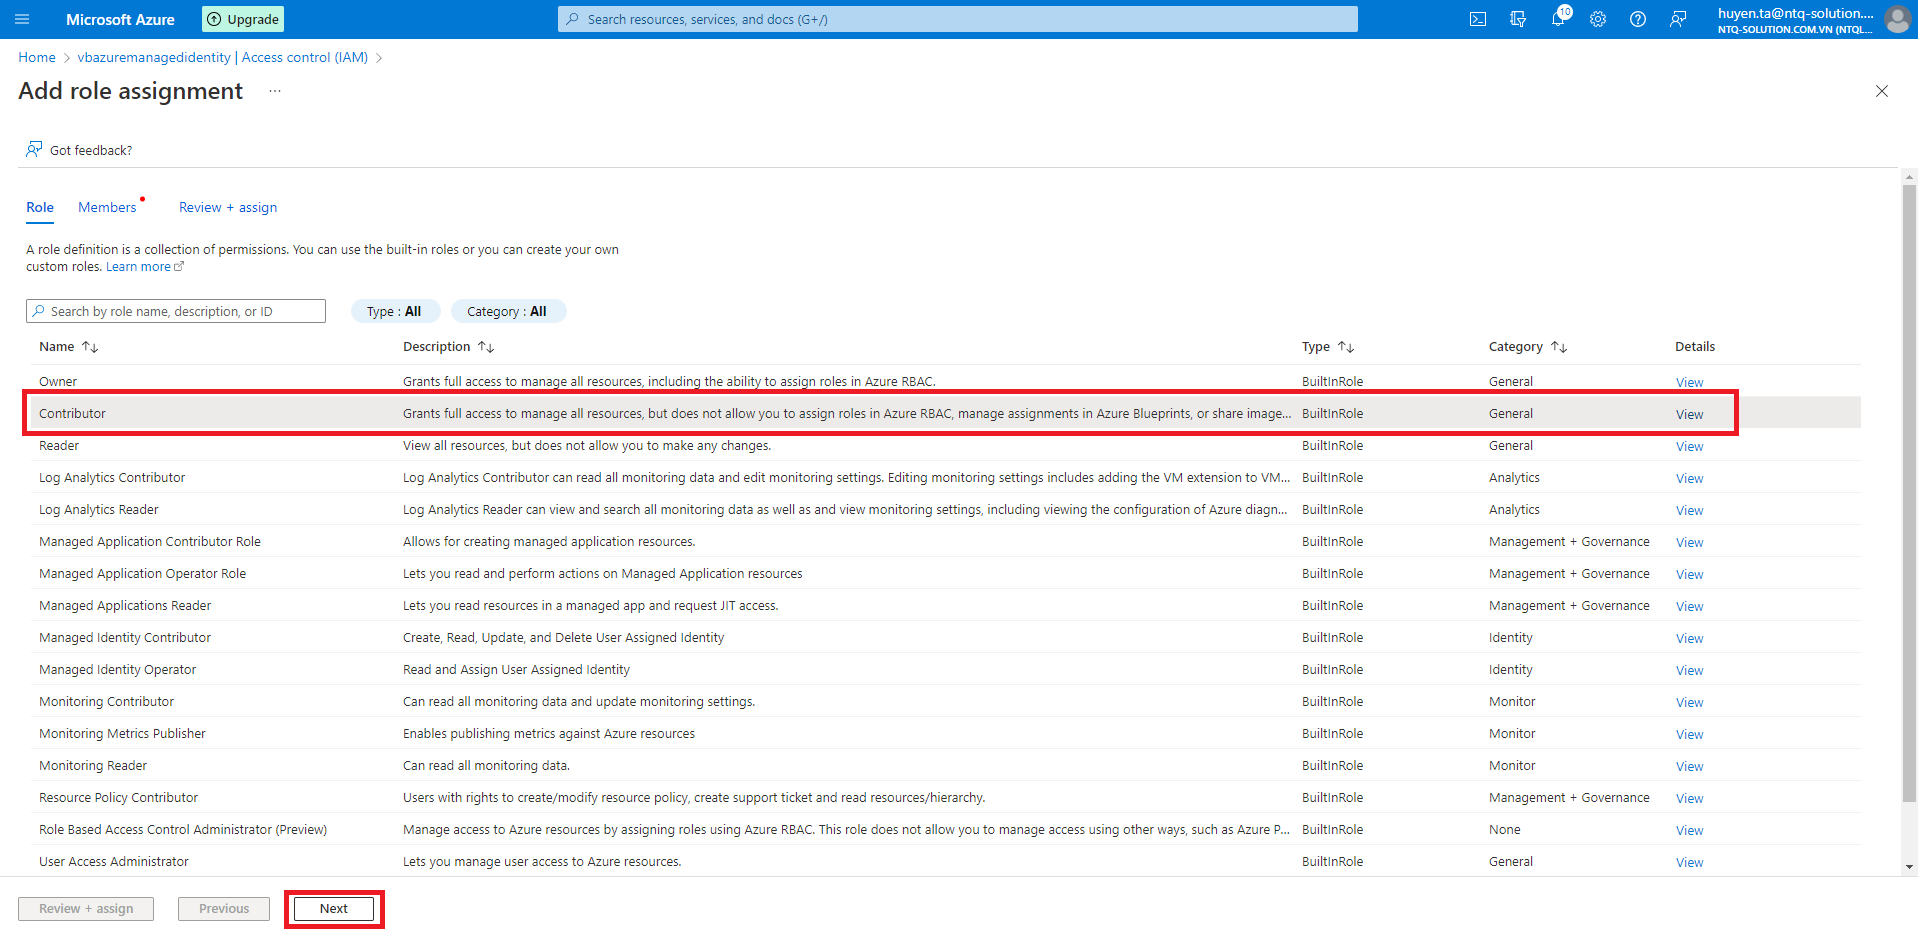 Microsoft Azure
Upgrade
Search resources, services, and docs (G+/)
10
huyen.ta@ntq-solution....
NTQ-SOLUTION.COM.VN (NTQL...
Home > vbazuremanagedidentity | Access control (IAM) >
Add role assignment ...
Got feedback?
Role Members Review + assign
A role definition is a collection of permissions. You can use the built-in roles or you can create your own
custom roles. Learn more
Search by role name, description, or ID Type : All Category : All
Name Description Type Category Details
Owner Grants full access to manage all resources, including the ability to assign roles in Azure RBAC. BuiltInRole General View
Contributor Grants full access to manage all resources, but does not allow you to assign roles in Azure RBAC, manage assignments in Azure Blueprints, or share image... BuiltInRole General View
Reader View all resources, but does not allow you to make any changes. BuiltInRole General View
Log Analytics Contributor Log Analytics Contributor can read all monitoring data and edit monitoring settings. Editing monitoring settings includes adding the VM extension to VM... BuiltInRole Analytics View
Log Analytics Reader Log Analytics Reader can view and search all monitoring data as well as and view monitoring settings, including viewing the configuration of Azure diagn... BuiltInRole Analytics View
Managed Application Contributor Role Allows for creating managed application resources. BuiltInRole Management + Governance View
Managed Application Operator Role Lets you read and perform actions on Managed Application resources BuiltInRole Management + Governance View
Managed Applications Reader Lets you read resources in a managed app and request JIT access. BuiltInRole Management + Governance View
Managed Identity Contributor Create, Read, Update, and Delete User Assigned Identity BuiltInRole Identity View
Managed Identity Operator Read and Assign User Assigned Identity BuiltInRole Identity View
Monitoring Contributor Can read all monitoring data and update monitoring settings. BuiltInRole Monitor View
Monitoring Metrics Publisher Enables publishing metrics against Azure resources BuiltInRole Monitor View
Monitoring Reader Can read all monitoring data. BuiltInRole Monitor View
Resource Policy Contributor Users with rights to create/modify resource policy, create support ticket and read resources/hierarchy. BuiltInRole Management + Governance View
Role Based Access Control Administrator (Preview) Manage access to Azure resources by assigning roles using Azure RBAC. This role does not allow you to manage access using other ways, such as Azure P... BuiltInRole None View
User Access Administrator Lets you manage user access to Azure resources. BuiltInRole General View
Review + assign Previous Next